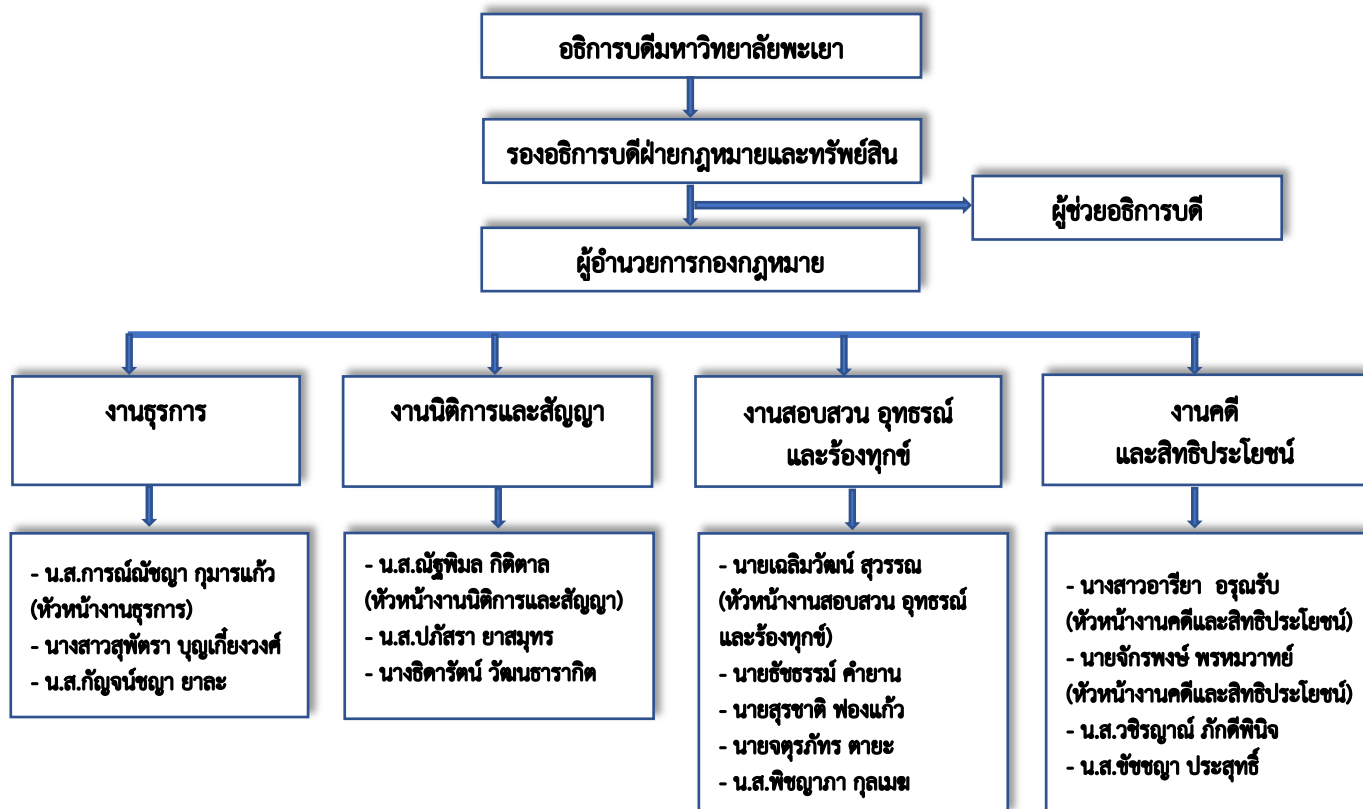 อธิการบดีมหาวิทยาลัยพะเยา
รองอธิการบดีฝ่ายกฎหมายและทรัพย์สิน
ผู้ช่วยอธิการบดี
ผู้อำนวยการกองกฎหมาย
งานธุรการ
- น.ส.การณ์ณัชญา กุมารแก้ว
(หัวหน้างานธุรการ)
- นางสาวสุพัตรา บุญเกี๋ยงวงศ์
- น.ส.กัญจน์ชญา ยาละ
งานนิติการและสัญญา
- น.ส.ณัฐพิมล กิติตาล
(หัวหน้างานนิติการและสัญญา)
- น.ส.ปภัสรา ยาสมุทร
- นางธิดารัตน์ วัฒนธารากิต
งานสอบสวน อุทธรณ์
และร้องทุกข์
- นายเฉลิมวัฒน์ สุวรรณ
(หัวหน้างานสอบสวน อุทธรณ์
และร้องทุกข์)
- นายธัชธรรม์ คำยาน
- นายสุรชาติ ฟองแก้ว
- นายจตุรภัทร ตายะ
- น.ส.พิชญาภา กุลเมฆ
งานคดี
และสิทธิประโยชน์
- นางสาวอารียา อรุณรับ
(หัวหน้างานคดีและสิทธิประโยชน์)
- นายจักรพงษ์ พรหมวาทย์
(หัวหน้างานคดีและสิทธิประโยชน์)
- น.ส.วชิรญาณ์ ภักดีพินิจ
- น.ส.ขัชชญา ประสุทธิ์